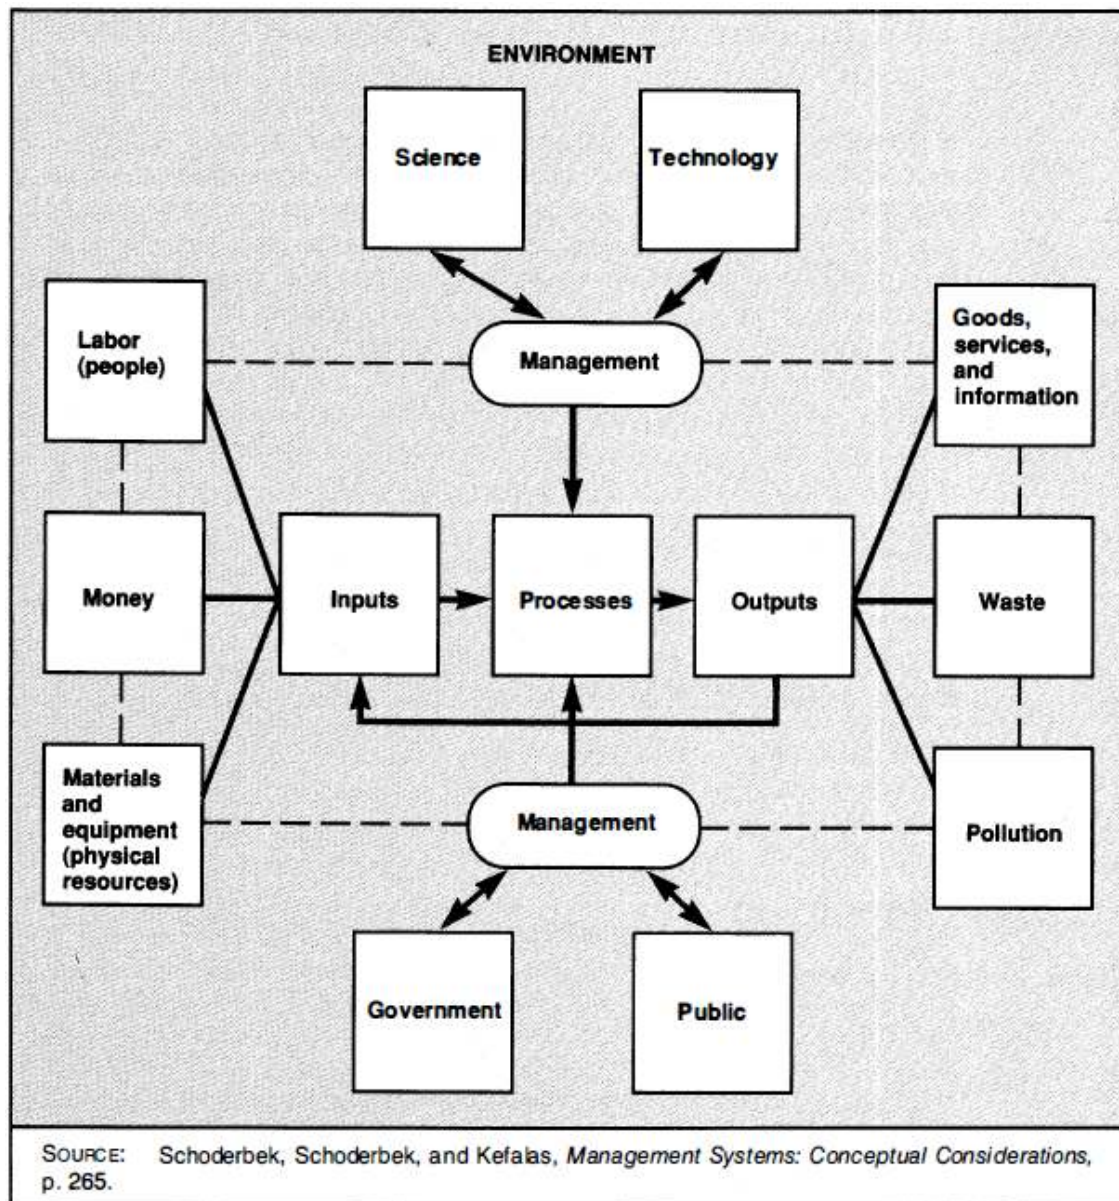 ENVIRONMENT
Science
Technology
Labor
(people)
Management
Goods,
services,
and
information
Money
Inputs
Processes
Outputs
Waste
Materials
and
equipment
(physical
resources)
Management
Pollution
Government
Public
SOURCE: Schoderbek, Schoderbek, and Kefalas, Management Systems: Conceptual Considerations,
p. 265.